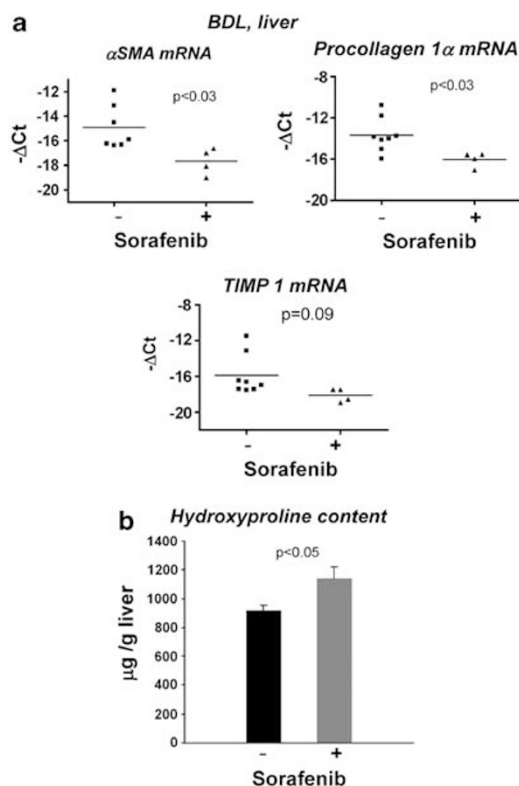 a
BDL, liver
αSMA mRNA
p<0.03
-ΔCt
-12
-14
-16
-18
-20
- +
Sorafenib
Procollagen 1α mRNA
p<0.03
-ΔCt
-8
-12
-16
-20
- +
Sorafenib
TIMP 1 mRNA
p=0.09
-ΔCt
-8
-12
-16
-20
- +
Sorafenib
b
Hydroxyproline content
p<0.05
µg /g liver
1400
1200
1000
800
600
400
200
0
- +
Sorafenib